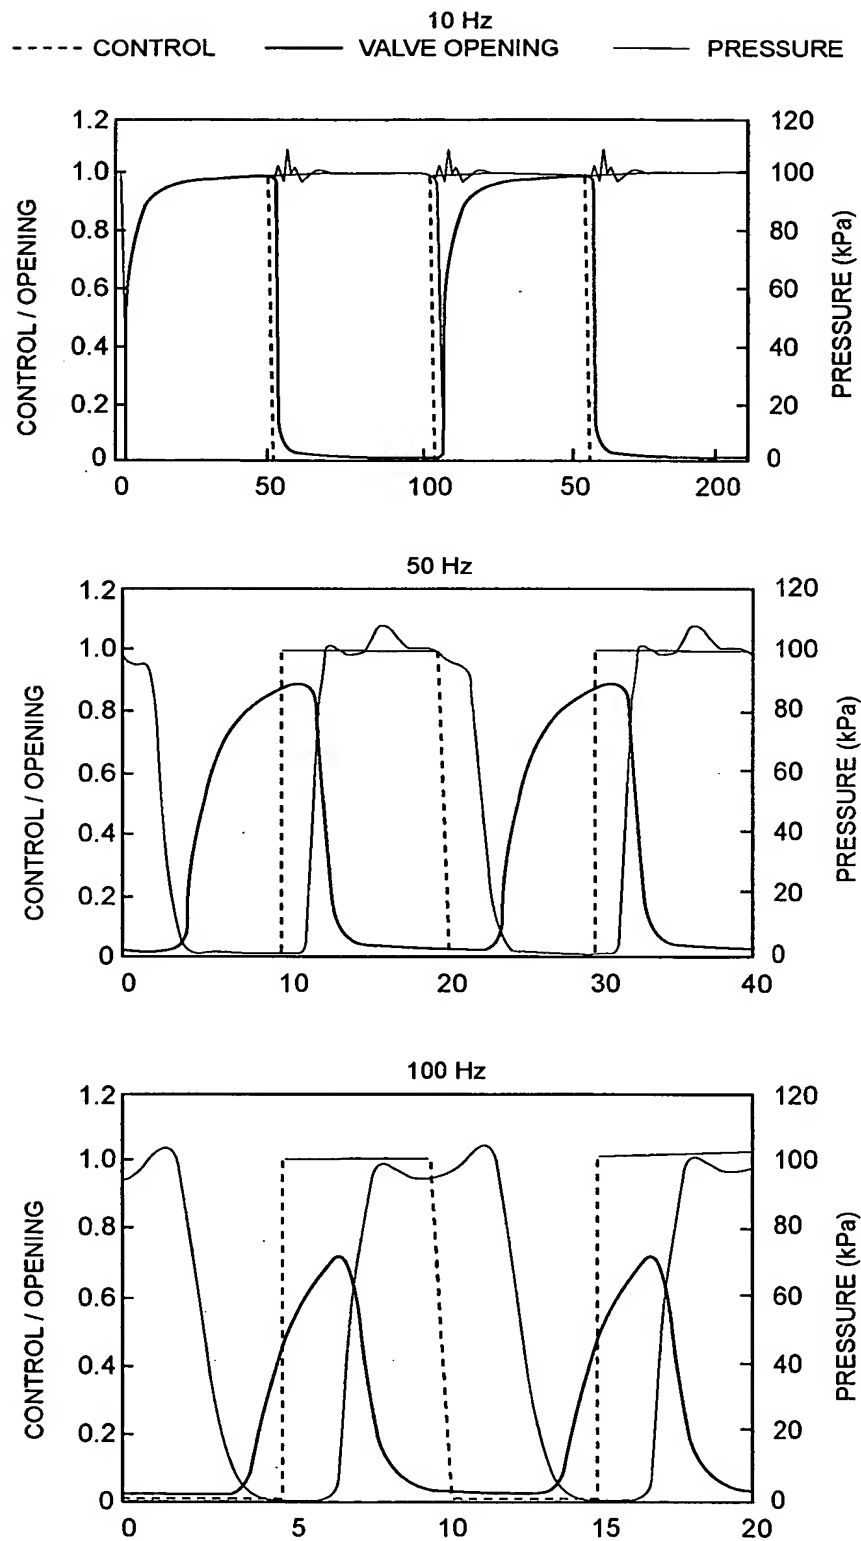 10 Hz
CONTROL VALVE OPENING PRESSURE
1.2 120
1.0 100
0.8 80
0.6 60
0.4 40
0.2 20
0 0
CONTROL / OPENING
PRESSURE (kPa)
0 50 100 50 200
50 Hz
1.2 120
1.0 100
0.8 80
0.6 60
0.4 40
0.2 20
0 0
CONTROL / OPENING
PRESSURE (kPa)
0 10 20 30 40
100 Hz
1.2 120
1.0 100
0.8 80
0.6 60
0.4 40
0.2 20
0 0
CONTROL / OPENING
PRESSURE (kPa)
0 5 10 15 20